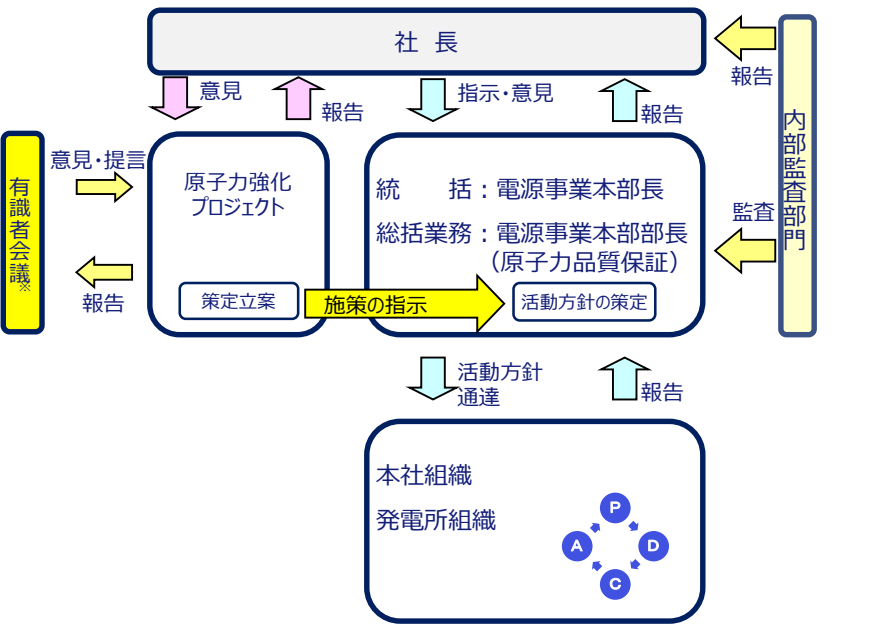 社 長
報告
意見
報告
指示・意見
報告
内部監査部門
監査
有識者会議※
意見・提言
報告
原子力強化
プロジェクト
策定立案
施策の指示
統　　括：電源事業本部長
総括業務：電源事業本部部長
（原子力品質保証）
活動方針の策定
活動方針
通達
報告
本社組織
発電所組織
P
A
D
C